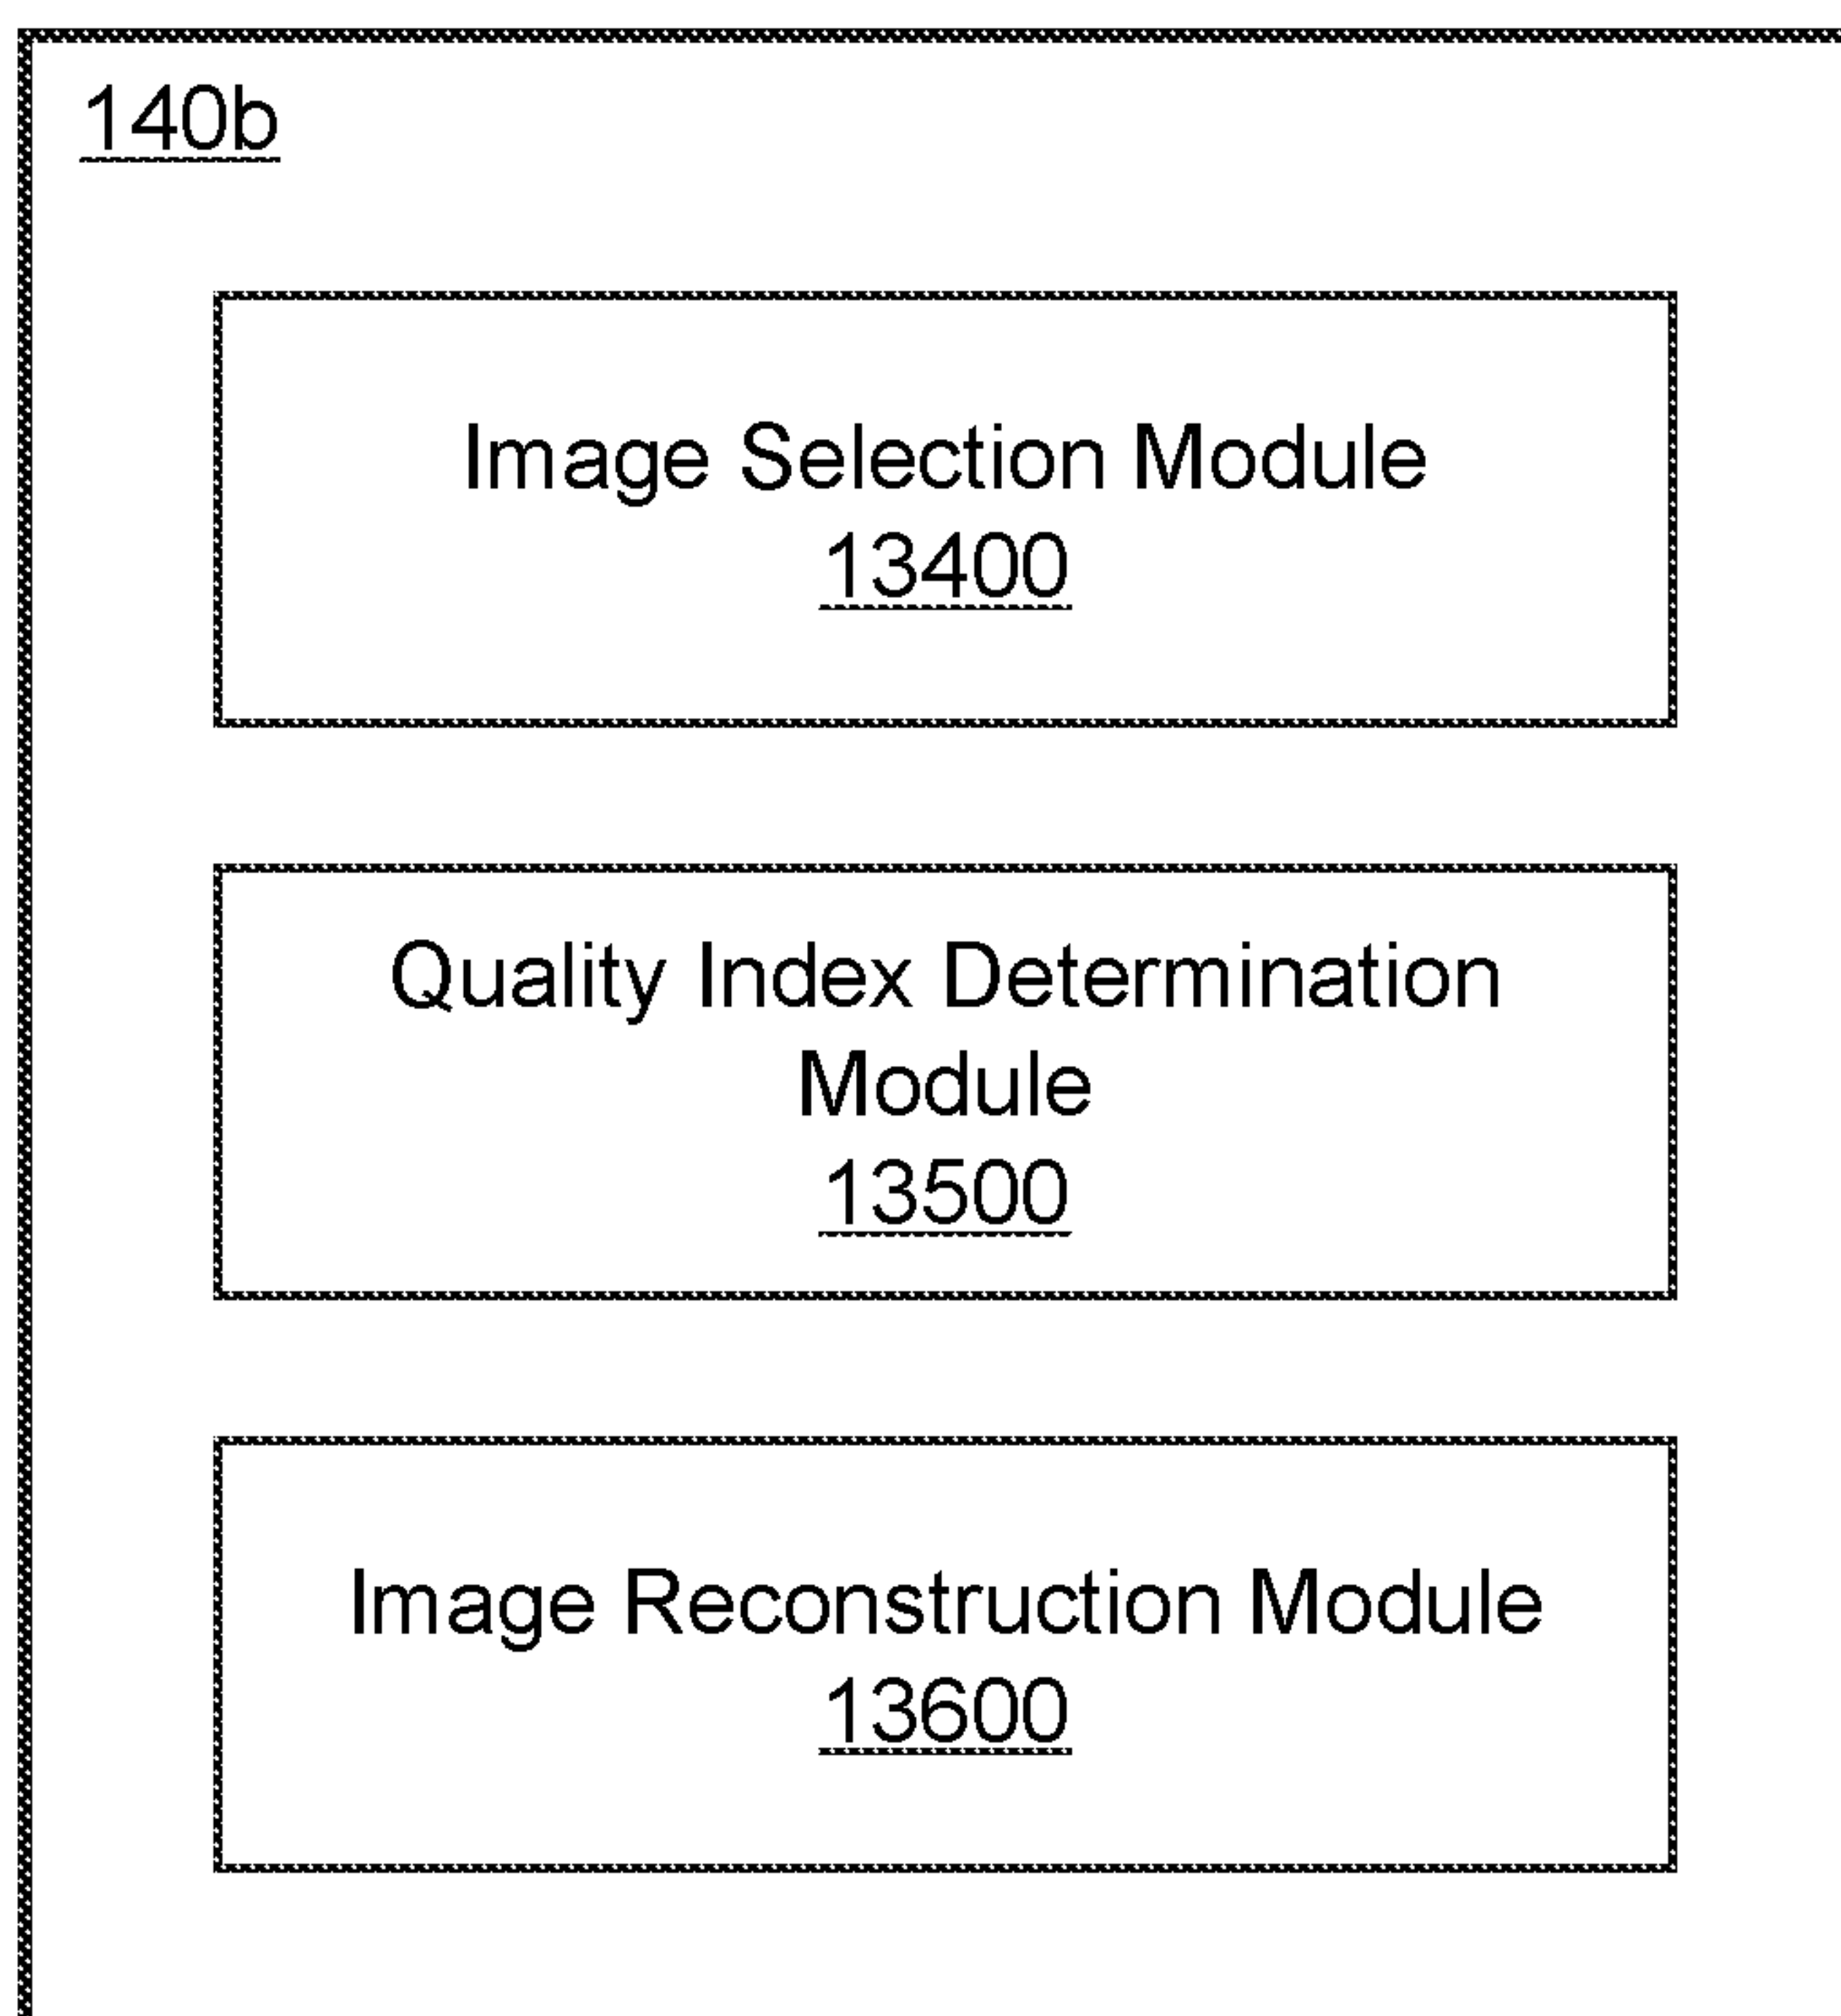 140b
Image Selection Module
13400
Quality Index Determination
Module
13500
Image Reconstruction Module
13600